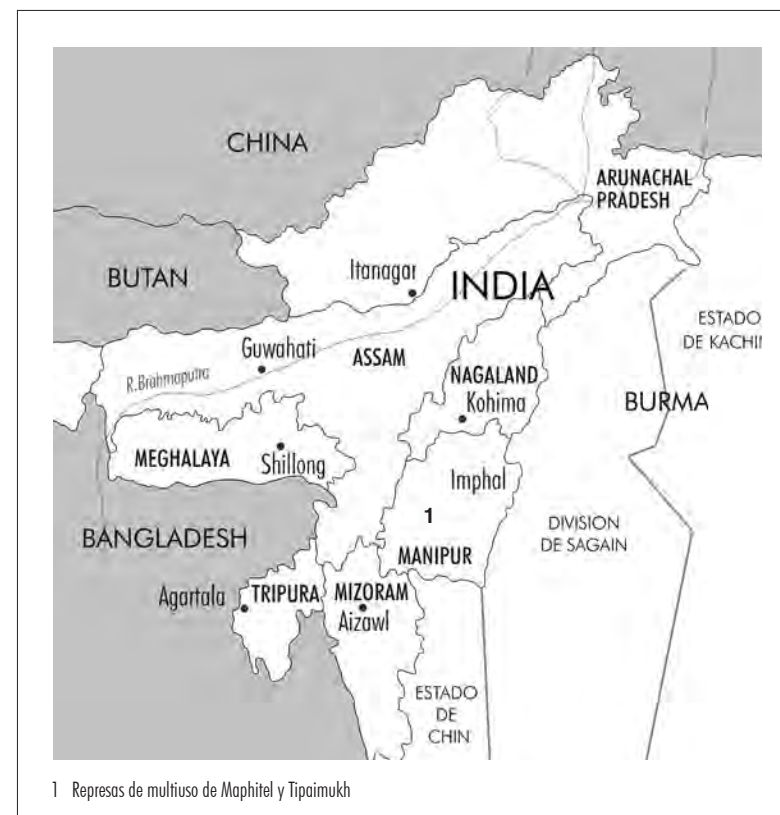 CHINA
ARUNACHAL
PRADESH
BUTAN
Itanagar
INDIA
ESTADO
DE KACHIN
Guwahati
ASSAM
R.Brahmaputra
NAGALAND
Kohima
BURMA
MEGHALAYA
Shillong
Imphal
1
DIVISION
DE SAGAIN
BANGLADESH
MANIPUR
Agartala
TRIPURA
MIZORAM
Aizawl
ESTADO
DE
CHIN
1 Represas de multiuso de Maphitel y Tipaimukh